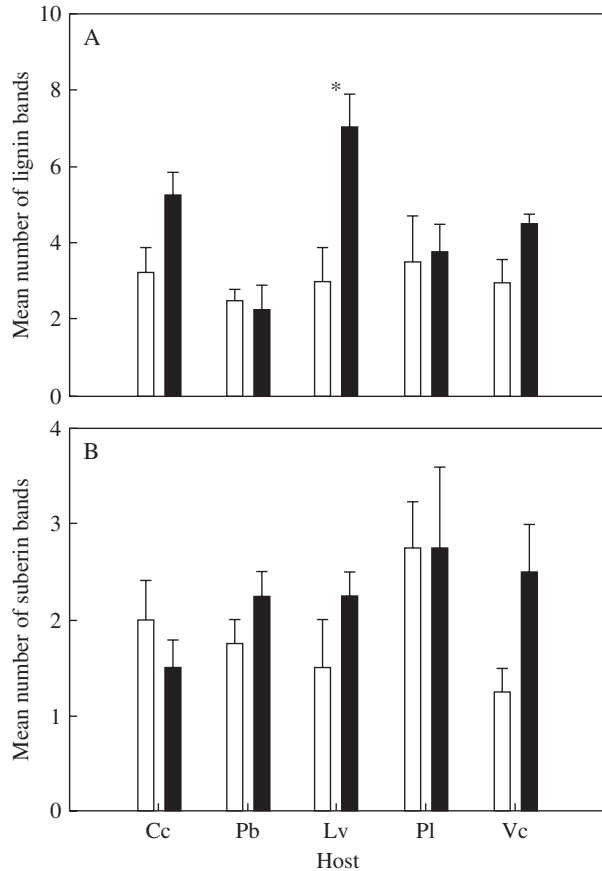 A
Mean number of lignin bands
10
8
6
4
2
0
*
B
Mean number of suberin bands
4
3
2
1
0
Cc Pb Lv Pl Vc
Host